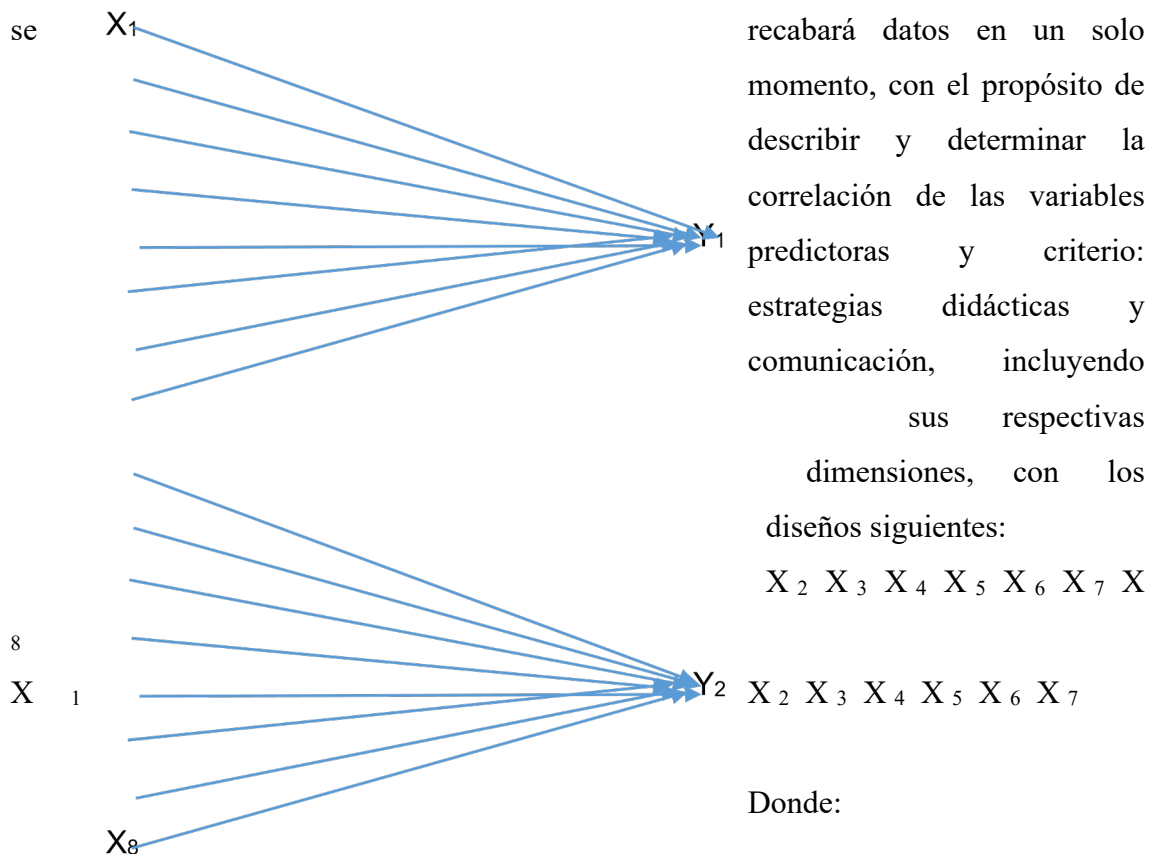 se X₁ recabará datos en un solo
momento, con el propósito de
describir y determinar la
correlación de las variables
Y₁ predictoras y criterio:
estrategias didácticas y
comunicación, incluyendo
sus respectivas
dimensiones, con los
diseños siguientes:
X ₂ X ₃ X ₄ X ₅ X ₆ X ₇ X
₈
X ₁ Y₂ X ₂ X ₃ X ₄ X ₅ X ₆ X ₇
Donde:
X₈